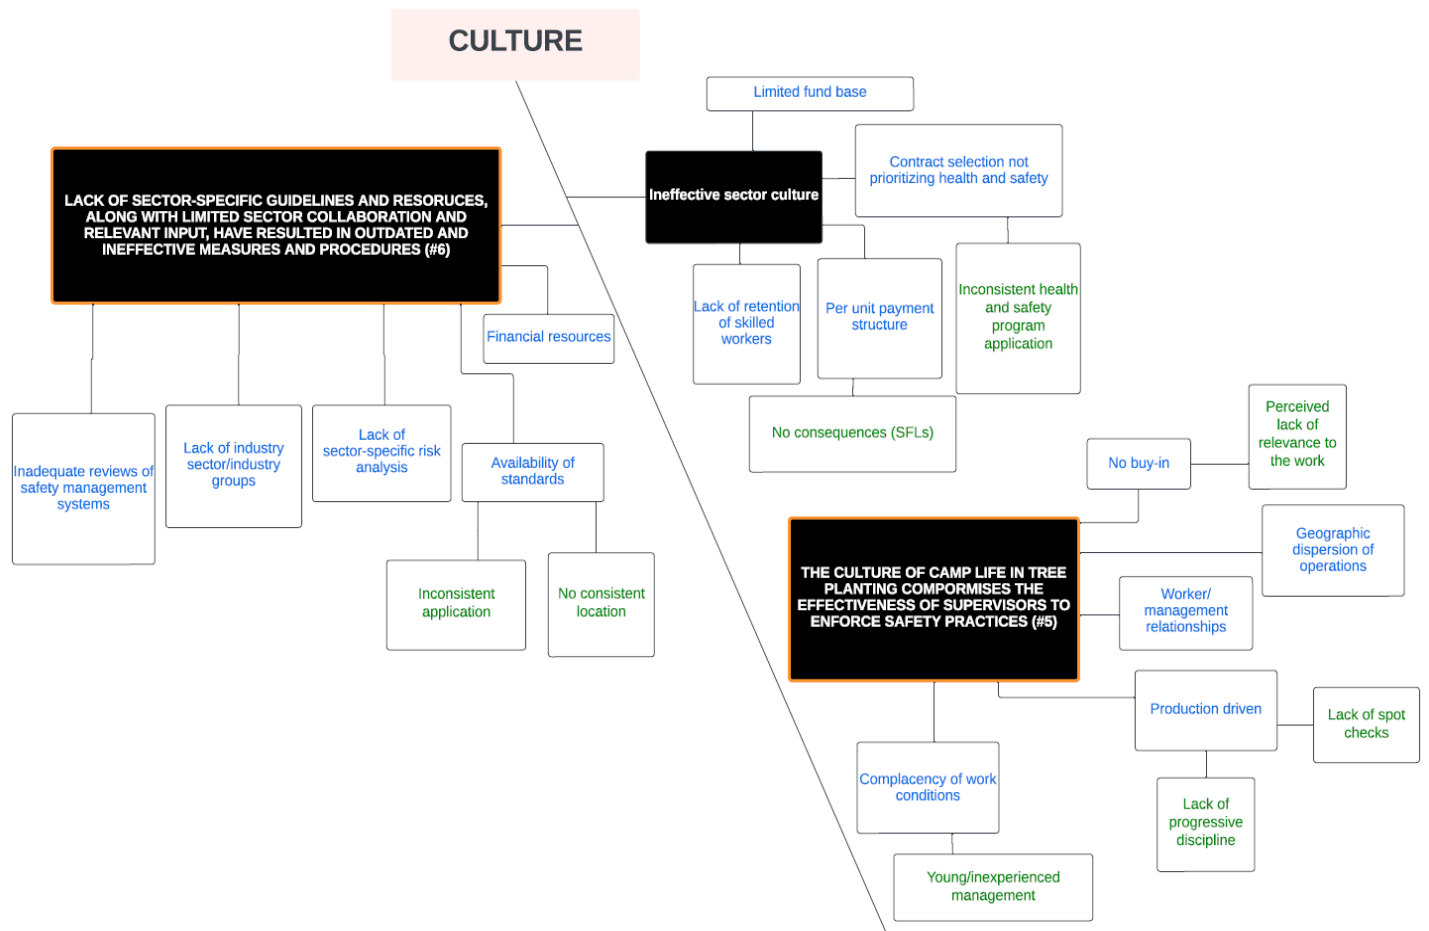 CULTURE
Limited fund base
Contract selection not
prioritizing health and safety
Ineffective sector culture
LACK OF SECTOR-SPECIFIC GUIDELINES AND RESORUCES,
ALONG WITH LIMITED SECTOR COLLABORATION AND
RELEVANT INPUT, HAVE RESULTED IN OUTDATED AND
INEFFECTIVE MEASURES AND PROCEDURES (#6)
Inconsistent health
and safety
program
application
Lack of retention
of skilled
workers
Per unit payment
structure
Financial resources
No consequences (SFLs)
Perceived
lack of
relevance to
the work
No buy-in
Lack of industry
sector/industry
groups
Lack of
sector-specific risk
analysis
Inadequate reviews of
safety management
systems
Availability of
standards
Geographic
dispersion of
operations
THE CULTURE OF CAMP LIFE IN TREE
PLANTING COMPORMISES THE
EFFECTIVENESS OF SUPERVISORS TO
ENFORCE SAFETY PRACTICES (#5)
Inconsistent
application
No consistent
location
Worker/
management
relationships
Production driven
Lack of spot
checks
Complacency of work
conditions
Lack of
progressive
discipline
Young/inexperienced
management